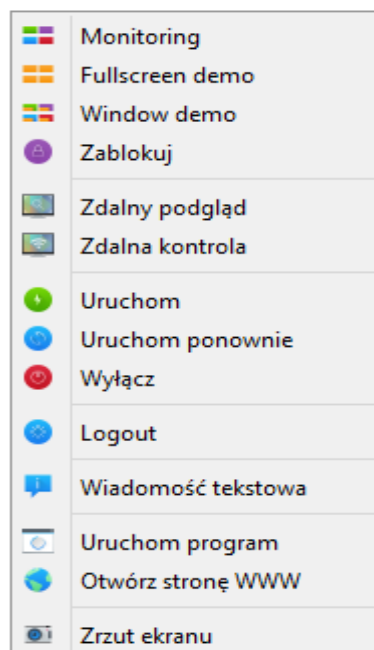 Monitoring
Fullscreen demo
Window demo
Zablokuj
Zdalny podgląd
Zdalna kontrola
Uruchom
Uruchom ponownie
Wyłącz
Logout
Wiadomość tekstowa
Uruchom program
Otwórz stronę WWW
Zrzut ekranu